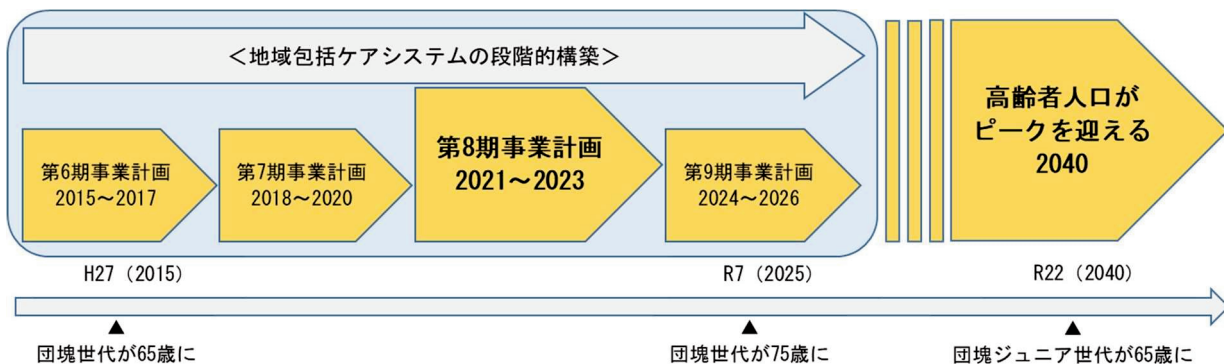 ＜地域包括ケアシステムの段階的構築＞
第6期事業計画
2015～2017
第7期事業計画
2018～2020
第8期事業計画
2021～2023
第9期事業計画
2024～2026
高齢者人口が
ピークを迎える
2040
H27（2015）
R7（2025）
R22（2040）
▲
▲
▲
団塊世代が65歳に
団塊世代が75歳に
団塊ジュニア世代が65歳に